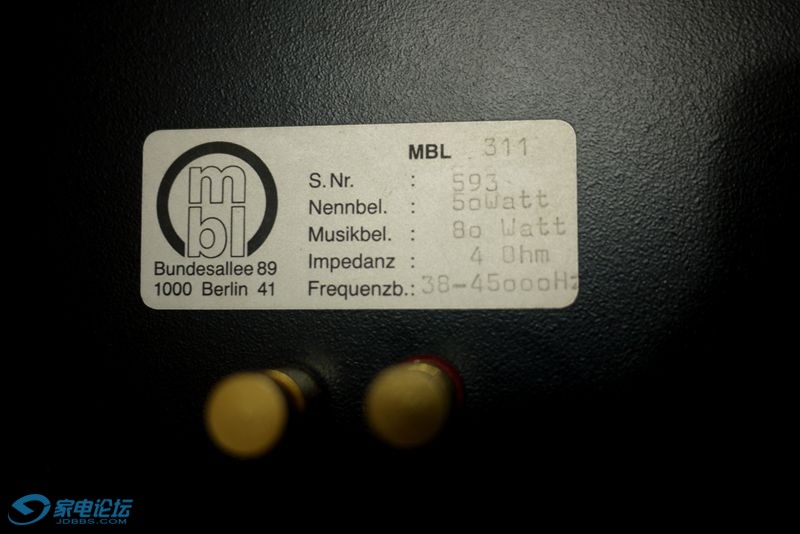 MBL 311
mbl
S.Nr. : 593
Nennbel. : 5oWatt
Musikbel. : 8o Watt
Impedanz : 4 Ohm
Frequenzb.: 38-45oooHz
Bundesallee 89
1000 Berlin 41
家电论坛
JDBBS.COM